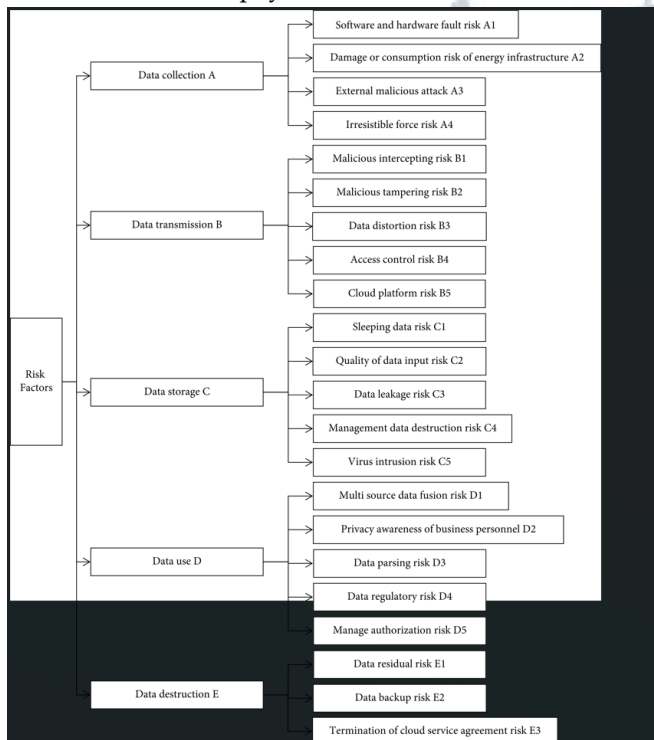 Software and hardware fault risk A1
Damage or consumption risk of energy infrastructure A2
Data collection A
External malicious attack A3
Irresistible force risk A4
Malicious intercepting risk B1
Malicious tampering risk B2
Data transmission B
Data distortion risk B3
Access control risk B4
Cloud platform risk B5
Sleeping data risk C1
Quality of data input risk C2
Risk
Factors
Data storage C
Data leakage risk C3
Management data destruction risk C4
Virus intrusion risk C5
Multi source data fusion risk D1
Privacy awareness of business personnel D2
Data use D
Data parsing risk D3
Data regulatory risk D4
Manage authorization risk D5
Data residual risk E1
Data destruction E
Data backup risk E2
Termination of cloud service agreement risk E3